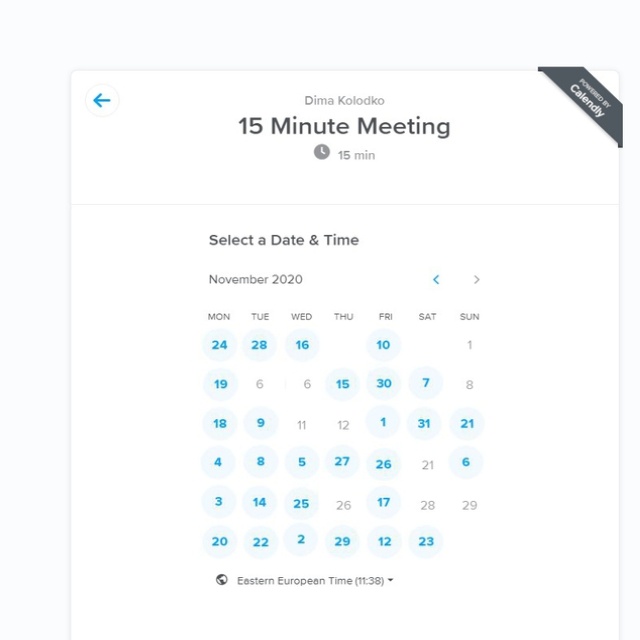 POWERED BY
Calendly
Dima Kolodko
15 Minute Meeting
15 min
Select a Date & Time
November 2020
MON TUE WED THU FRI SAT SUN
24 28 16 10 1
19 6 6 15 30 7 8
18 9 11 12 1 31 21
4 8 5 27 26 21 6
3 14 25 26 17 28 29
20 22 2 29 12 23
Eastern European Time (11:38)